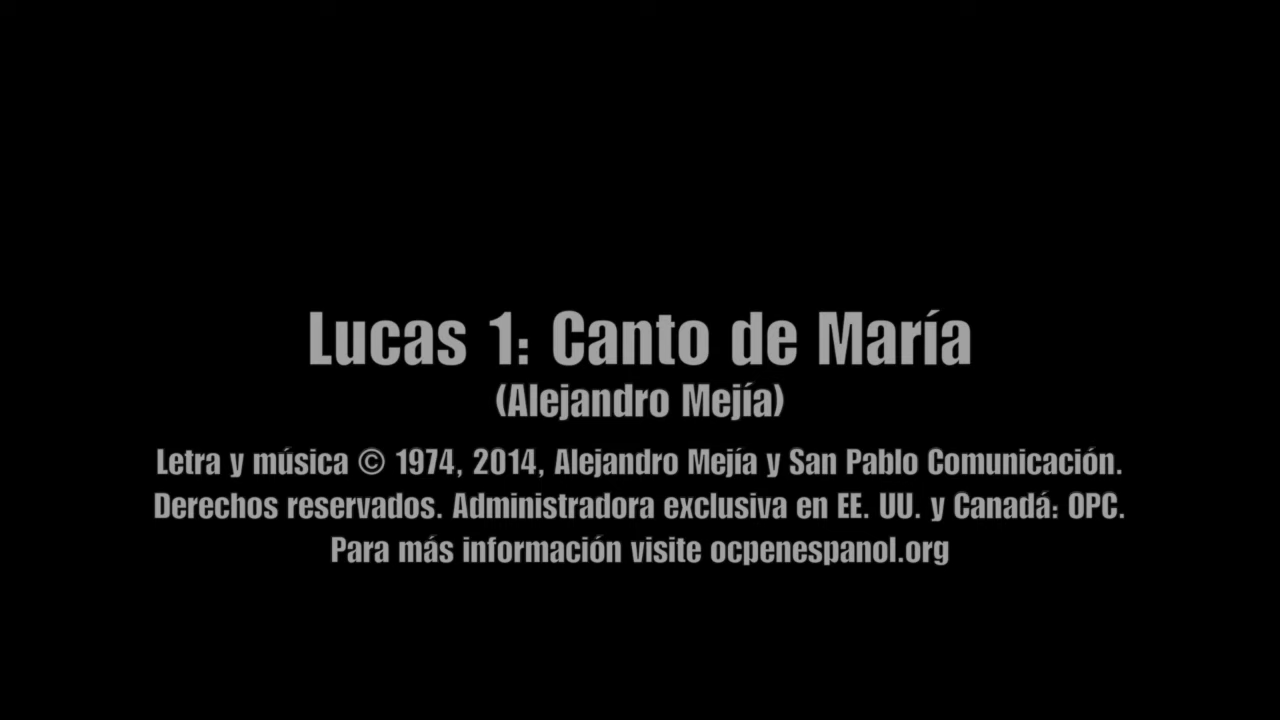 Lucas 1: Canto de María
(Alejandro Mejía)
Letra y música © 1974, 2014, Alejandro Mejía y San Pablo Comunicación.
Derechos reservados. Administradora exclusiva en EE. UU. y Canadá: OPC.
Para más información visite ocpenespanol.org